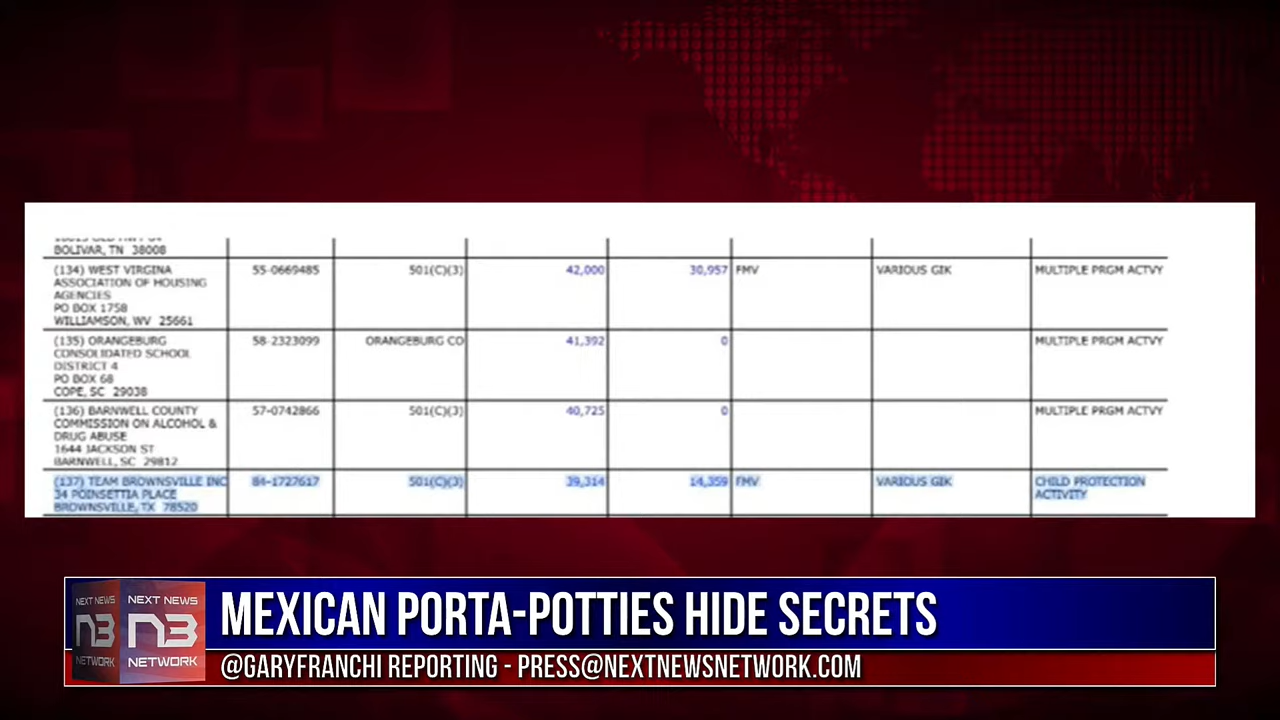 BOLIVAR, TN 38008
(134) WEST VIRGINA 55-0669485 501(C)(3) 42,000 30,957 FMV VARIOUS GIK MULTIPLE PRGM ACTVY
ASSOCIATION OF HOUSING
AGENCIES
PO BOX 1758
WILLIAMSON, WV 25661
(135) ORANGEBURG 58-2323099 ORANGEBURG CO 41,392 0 MULTIPLE PRGM ACTVY
CONSOLIDATED SCHOOL
DISTRICT 4
PO BOX 68
COPE, SC 29038
(136) BARNWELL COUNTY 57-0742866 501(C)(3) 40,725 0 MULTIPLE PRGM ACTVY
COMMISSION ON ALCOHOL &
DRUG ABUSE
1644 JACKSON ST
BARNWELL, SC 29812
(137) TEAM BROWNSVILLE INC 84-1727617 501(C)(3) 39,314 14,359 FMV VARIOUS GIK CHILD PROTECTION
34 POINSETTIA PLACE ACTIVITY
BROWNSVILLE, TX 78520
NEXT NEWS
N3
NETWORK
NEXT NEWS
N3
NETWORK
MEXICAN PORTA-POTTIES HIDE SECRETS
@GARYFRANCHI REPORTING - PRESS@NEXTNEWSNETWORK.COM